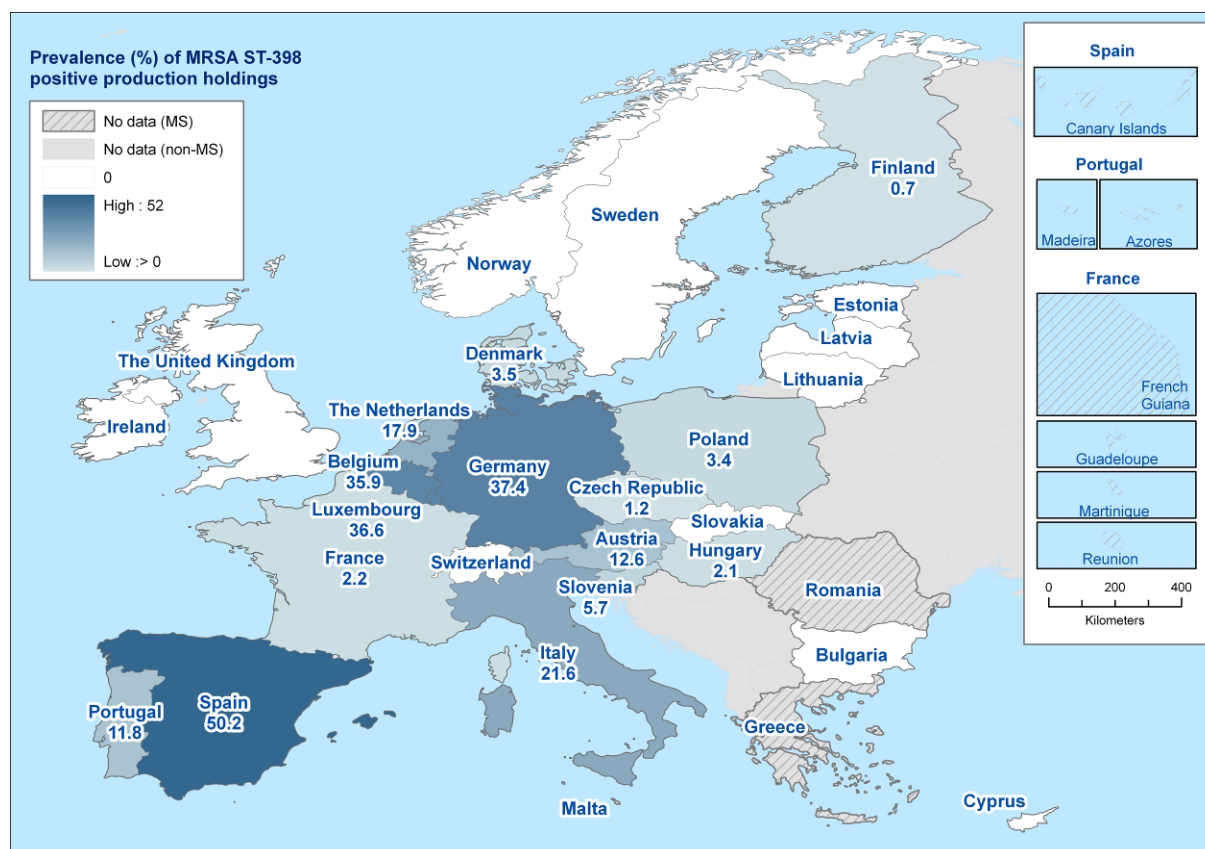 Prevalence (%) of MRSA ST-398
positive production holdings
No data (MS)
No data (non-MS)
0
High : 52
Low :> 0
Spain
Canary Islands
Portugal
Madeira
Azores
France
French
Guiana
Guadeloupe
Martinique
Reunion
0 200 400
Kilometers
Finland
0.7
Sweden
Norway
Estonia
Latvia
Lithuania
The United Kingdom
Ireland
Denmark
3.5
The Netherlands
17.9
Belgium
35.9
Germany
37.4
Poland
3.4
Czech Republic
1.2
Luxembourg
36.6
Slovakia
France
2.2
Switzerland
Austria
12.6
Hungary
2.1
Slovenia
5.7
Romania
Italy
21.6
Bulgaria
Portugal
11.8
Spain
50.2
Greece
Malta
Cyprus